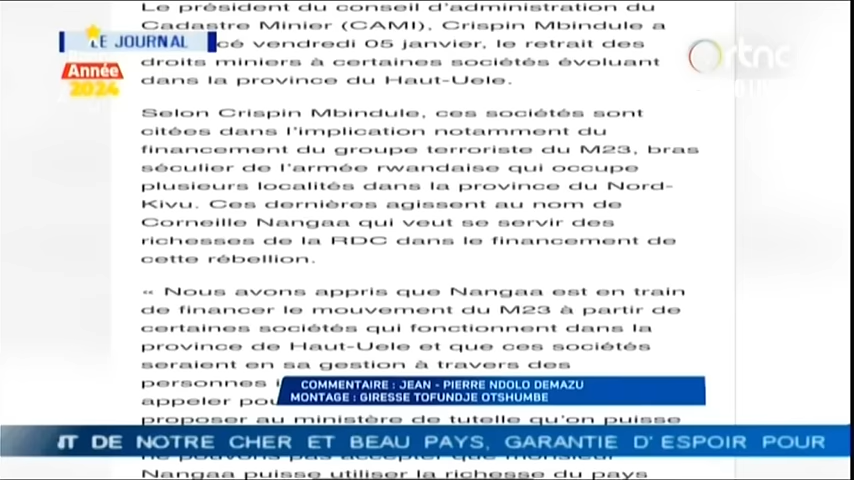 Le président du conseil d'administration du
Cadastre Minier (CAMI), Crispin Mbindule a
LE JOURNAL
cé vendredi 05 janvier, le retrait des
rtnc
droits miniers à certaines sociétés évoluant
Année
dans la province du Haut-Uele.
2024
Selon Crispin Mbindule, ces sociétés sont
citées dans l'implication notamment du
financement du groupe terroriste du M23, bras
séculier de l'armée rwandaise qui occupe
plusieurs localités dans la province du Nord-
Kivu. Ces dernières agissent au nom de
Corneille Nangaa qui veut se servir des
richesses de la RDC dans le financement de
cette rébellion.
« Nous avons appris que Nangaa est en train
de financer le mouvement du M23 à partir de
certaines sociétés qui fonctionnent dans la
province de Haut-Uele et que ces sociétés
seraient en sa gestion à travers des
personnes
COMMENTAIRE : JEAN - PIERRE NDOLO DEMAZU
appeler
MONTAGE : GIRESSE TOFUNDJE OTSHUMBE
proposer au ministère de tutelle qu'on puisse
DE NOTRE CHER ET BEAU PAYS, GARANTIE D'ESPOIR POUR
ne pouvons pas accepter que monsieur
Nangaa puisse utiliser la richesse du pays